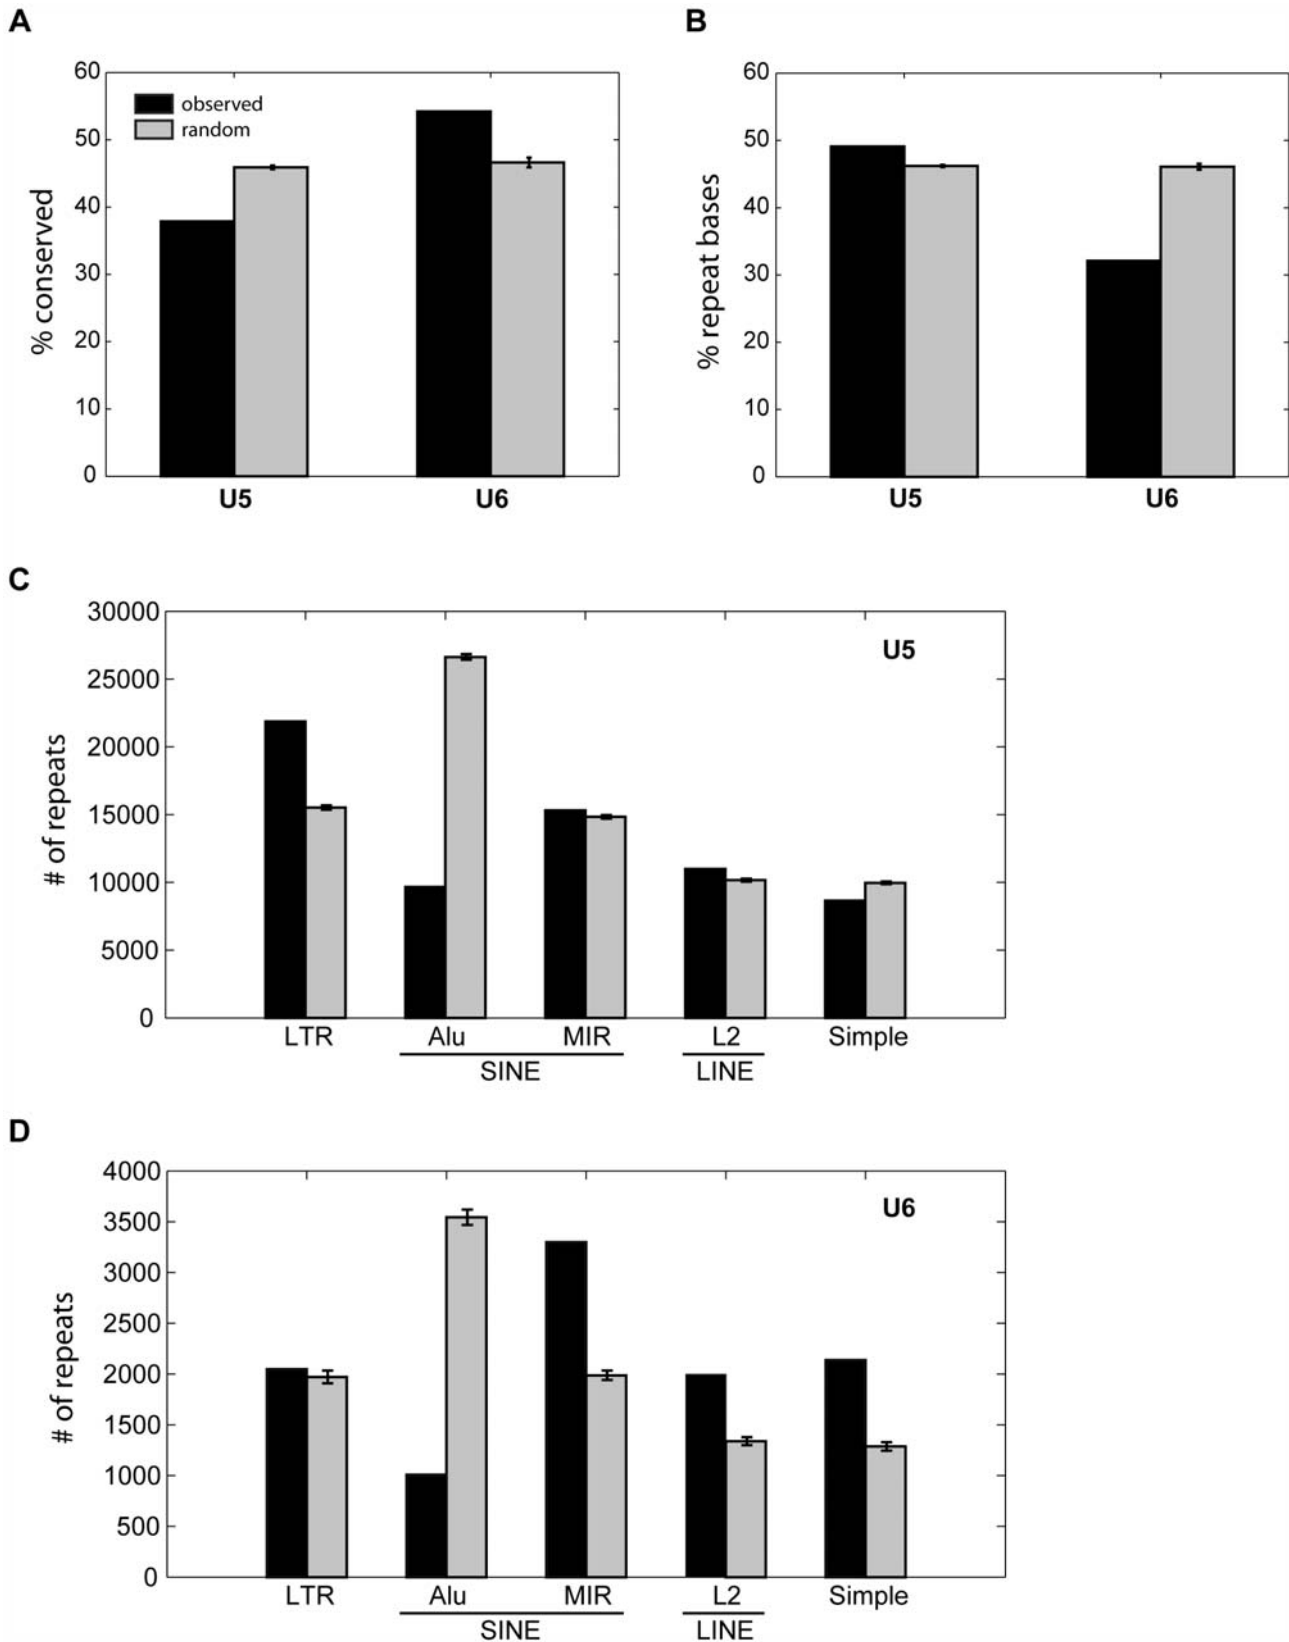 A
60
50
40
30
20
10
0
% conserved
observed
random
U5 U6
B
60
50
40
30
20
10
0
% repeat bases
U5 U6
C
30000
25000
20000
15000
10000
5000
0
# of repeats
U5
LTR Alu MIR L2 Simple
SINE LINE
D
4000
3500
3000
2500
2000
1500
1000
500
0
# of repeats
U6
LTR Alu MIR L2 Simple
SINE LINE